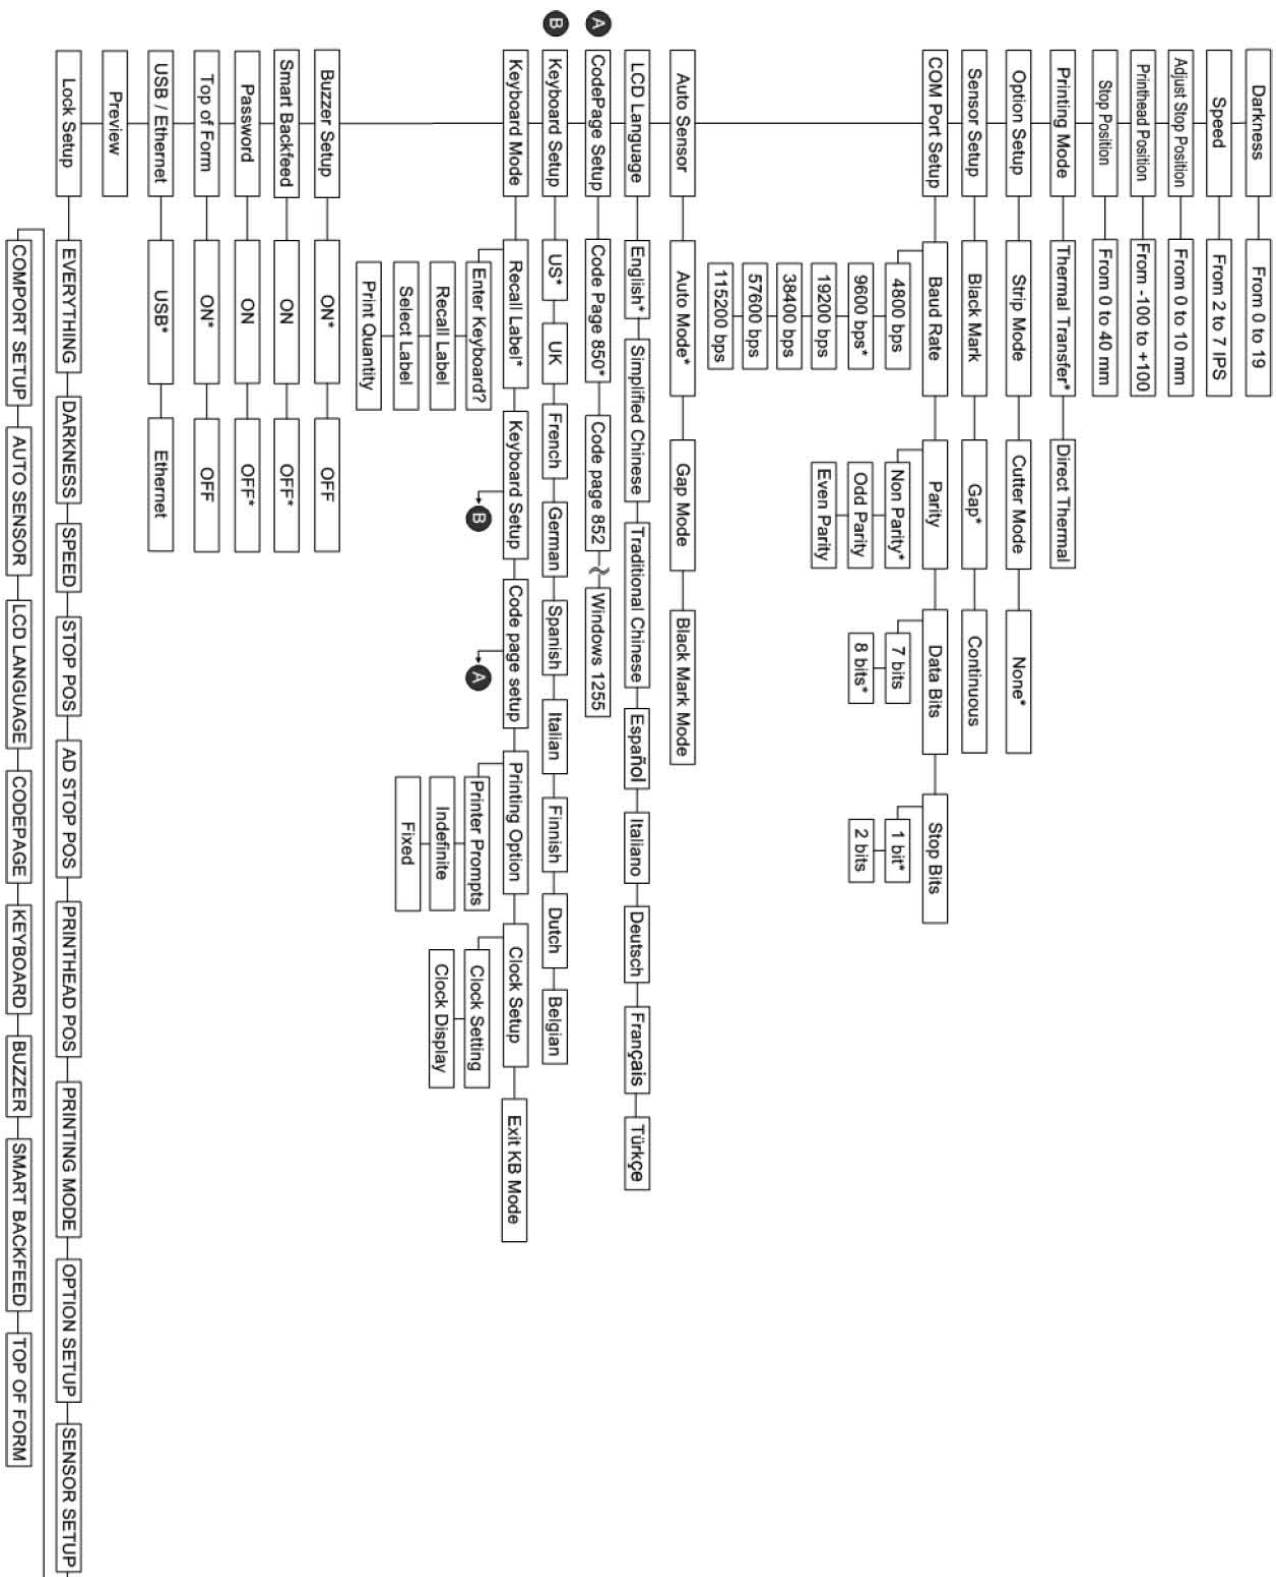 Darkness
From 0 to 19
Speed
From 2 to 7 IPS
Adjust Stop Position
From 0 to 10 mm
Printhead Position
From -100 to +100
Stop Position
From 0 to 40 mm
Printing Mode
Thermal Transfer*
Direct Thermal
Option Setup
Strip Mode
Cutter Mode
None*
Sensor Setup
Black Mark
Gap*
Continuous
COM Port Setup
Baud Rate
4800 bps
9600 bps*
19200 bps
38400 bps
57600 bps
115200 bps
Parity
Non Parity*
Odd Parity
Even Parity
Data Bits
7 bits
8 bits*
Stop Bits
1 bit*
2 bits
Auto Sensor
Auto Mode*
Gap Mode
Black Mark Mode
LCD Language
English*
Simplified Chinese
Traditional Chinese
Español
Italiano
Deutsch
Français
Türkçe
A
CodePage Setup
Code Page 850*
Code page 852
Windows 1255
B
Keyboard Setup
US*
UK
French
German
Spanish
Italian
Finnish
Dutch
Belgian
Keyboard Mode
Recall Label*
Enter Keyboard?
Recall Label
Select Label
Print Quantity
Keyboard Setup
B
Code page setup
A
Printing Option
Printer Prompts
Indefinite
Fixed
Clock Setup
Clock Setting
Clock Display
Exit KB Mode
Buzzer Setup
ON*
OFF
Smart Backfeed
ON
OFF*
Password
ON
OFF*
Top of Form
ON*
OFF
USB / Ethernet
USB*
Ethernet
Preview
Lock Setup
EVERYTHING
DARKNESS
SPEED
STOP POS
AD STOP POS
PRINTHEAD POS
PRINTING MODE
OPTION SETUP
SENSOR SETUP
COMPORT SETUP
AUTO SENSOR
LCD LANGUAGE
CODEPAGE
KEYBOARD
BUZZER
SMART BACKFEED
TOP OF FORM